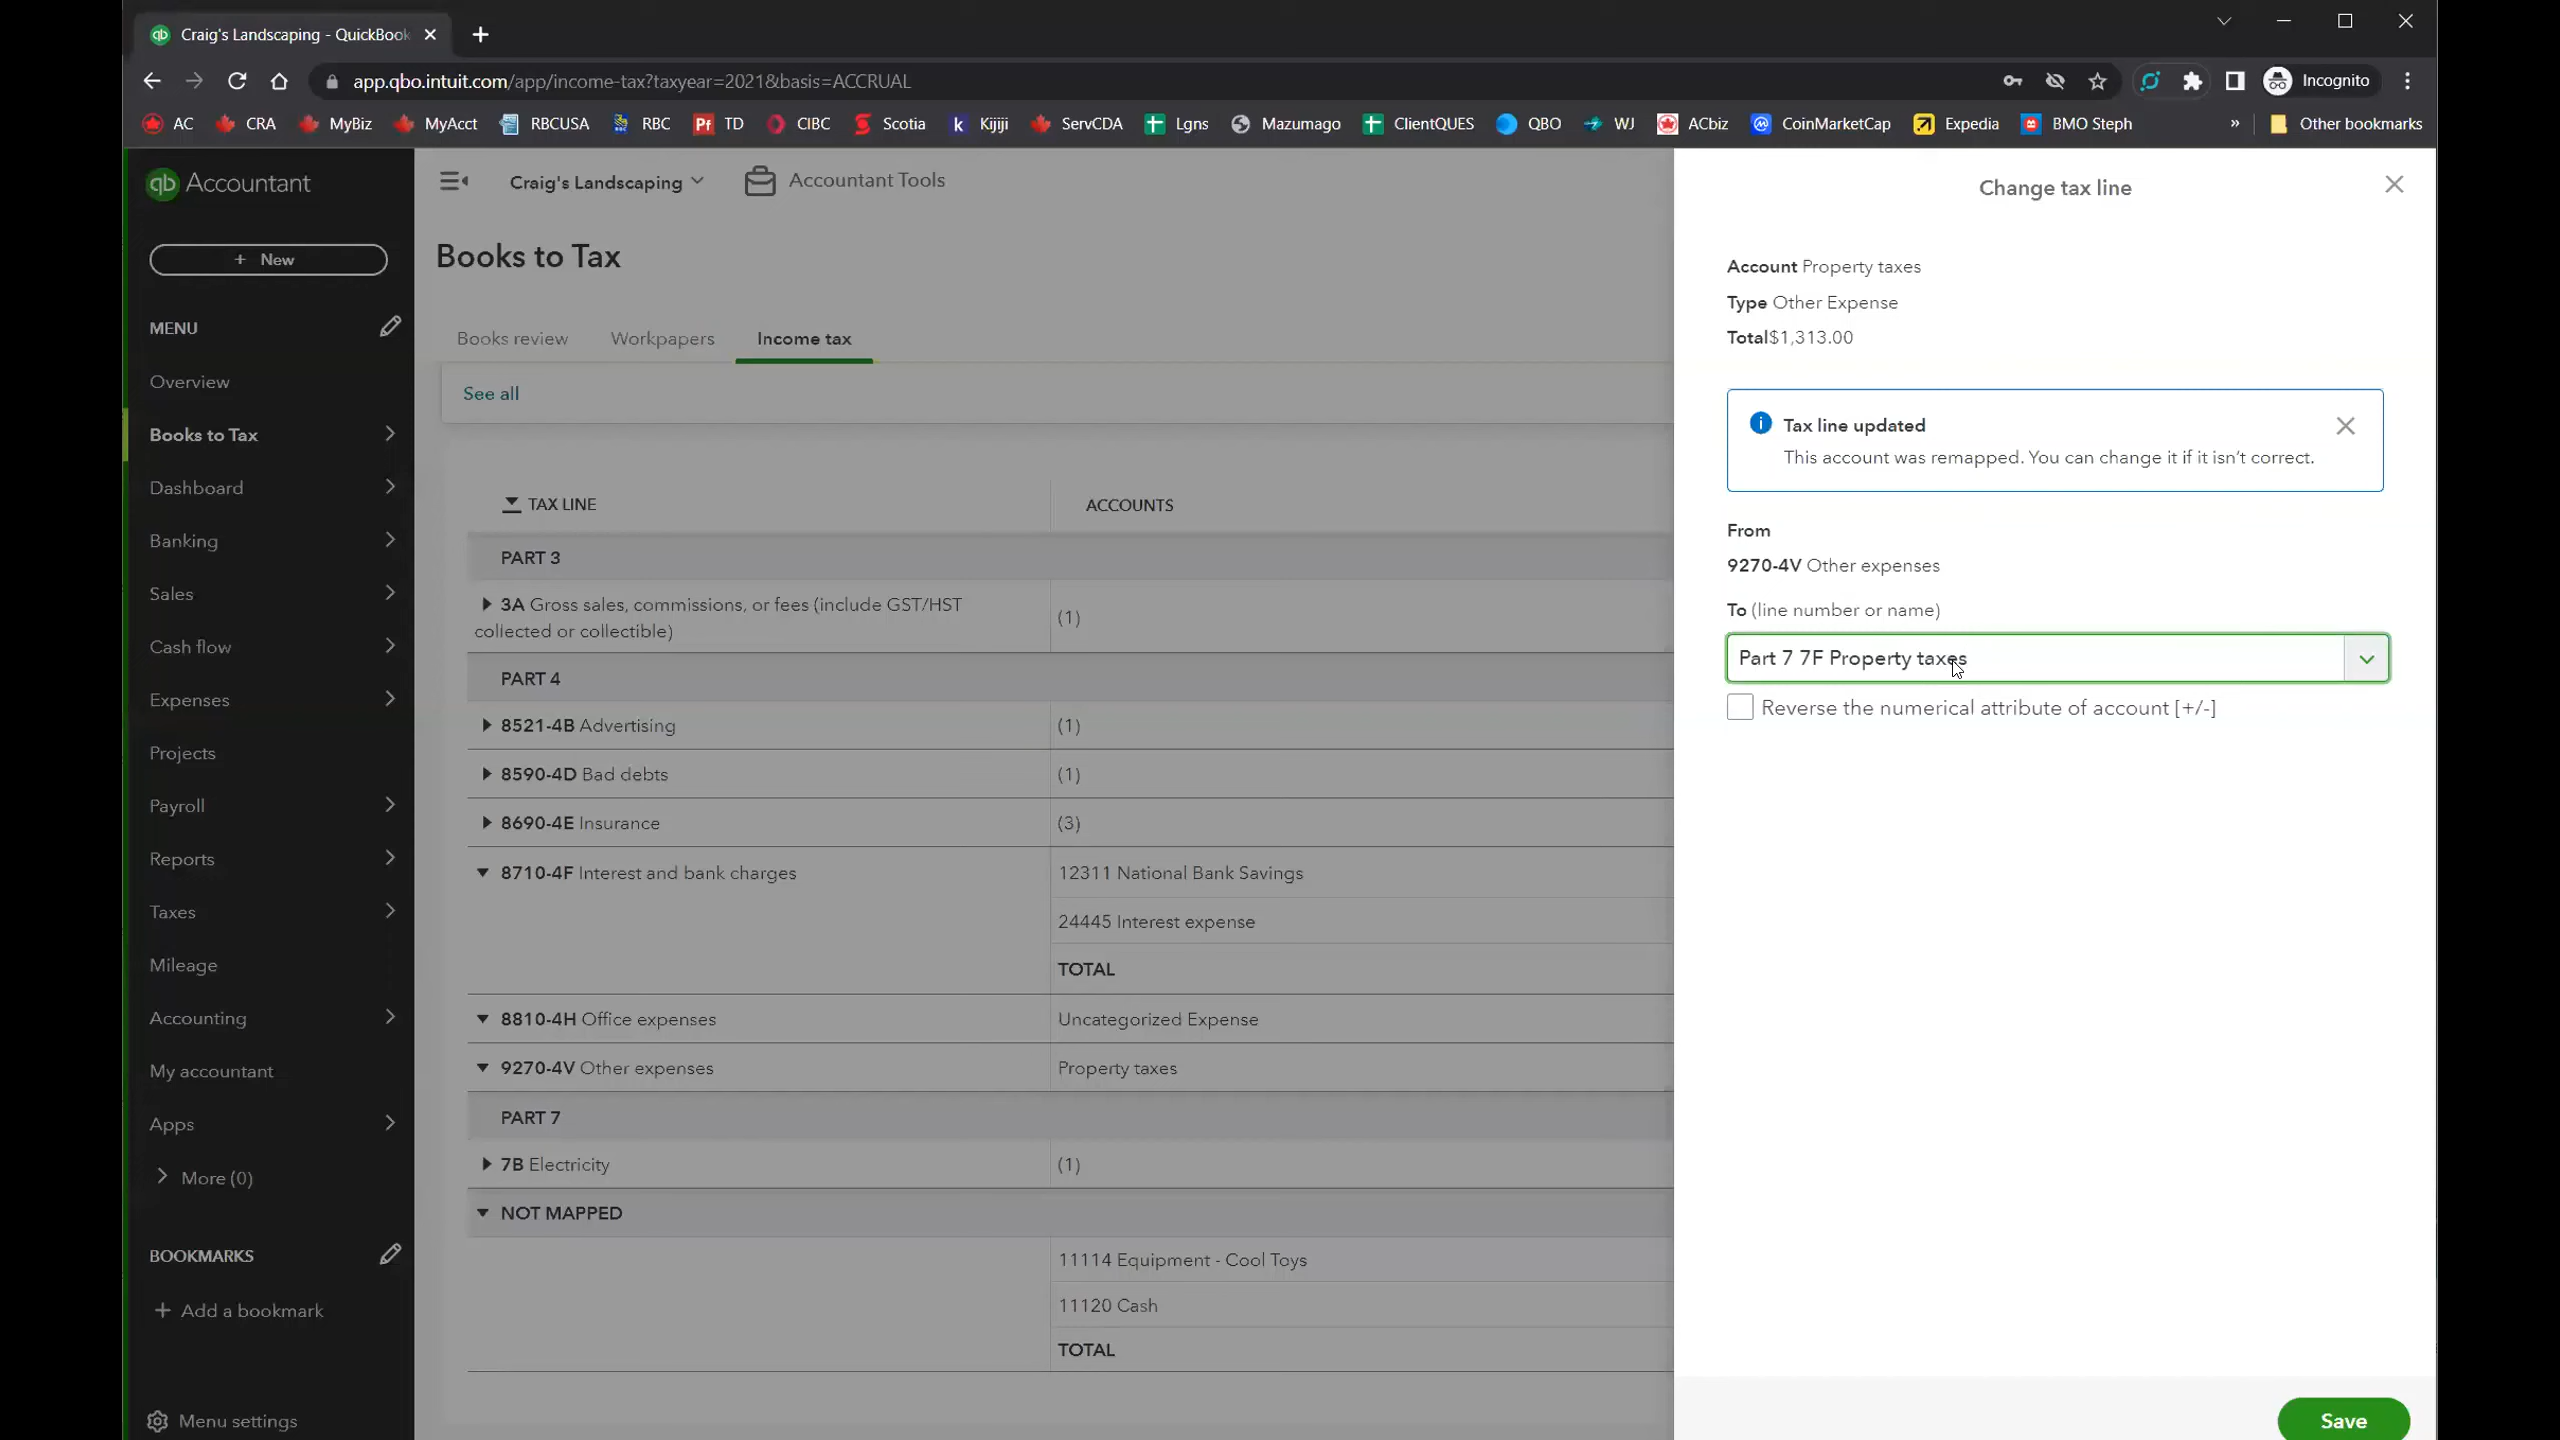 Craig's Landscaping - QuickBook
app.qbo.intuit.com/app/income-tax?taxyear=2021&basis=ACCRUAL
Incognito
AC CRA MyBiz MyAcct RBCUSA RBC Pf TD CIBC Scotia k Kijiji ServCDA Lgns Mazumago ClientQUES QBO WJ ACbiz CoinMarketCap Expedia BMO Steph » Other bookmarks
qb Accountant
+ New
MENU
Overview
Books to Tax
Dashboard
Banking
Sales
Cash flow
Expenses
Projects
Payroll
Reports
Taxes
Mileage
Accounting
My accountant
Apps
More (0)
BOOKMARKS
+ Add a bookmark
Menu settings
Craig's Landscaping
Accountant Tools
Books to Tax
Books review Workpapers Income tax
See all
TAX LINE ACCOUNTS
PART 3
3A Gross sales, commissions, or fees (include GST/HST
collected or collectible) (1)
PART 4
8521-4B Advertising (1)
8590-4D Bad debts (1)
8690-4E Insurance (3)
8710-4F Interest and bank charges 12311 National Bank Savings
24445 Interest expense
TOTAL
8810-4H Office expenses Uncategorized Expense
9270-4V Other expenses Property taxes
PART 7
7B Electricity (1)
NOT MAPPED
11114 Equipment - Cool Toys
11120 Cash
TOTAL
Change tax line
Account Property taxes
Type Other Expense
Total$1,313.00
i Tax line updated
This account was remapped. You can change it if it isn't correct.
From
9270-4V Other expenses
To (line number or name)
Part 7 7F Property taxes
Reverse the numerical attribute of account [+/-]
Save